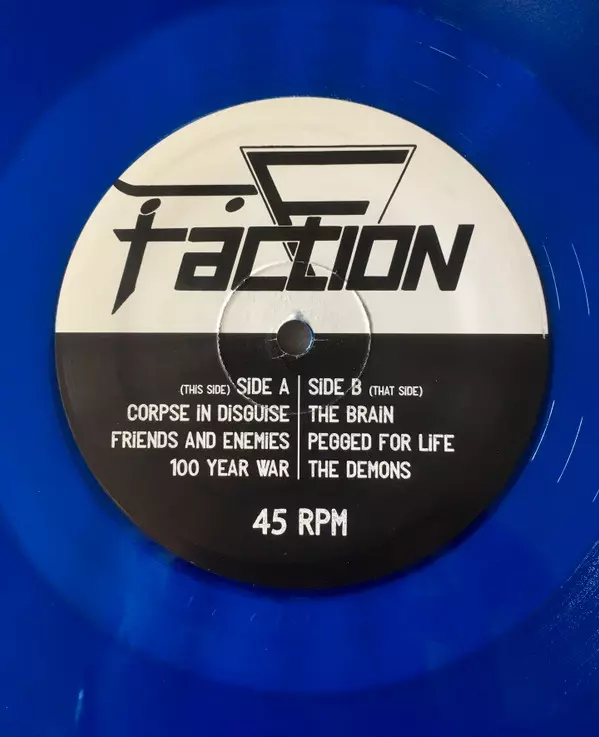 Faction
(THIS SIDE) SIDE A | SIDE B (THAT SIDE)
CORPSE IN DISGUISE | THE BRAIN
FRIENDS AND ENEMIES | PEGGED FOR LIFE
100 YEAR WAR | THE DEMONS
45 RPM